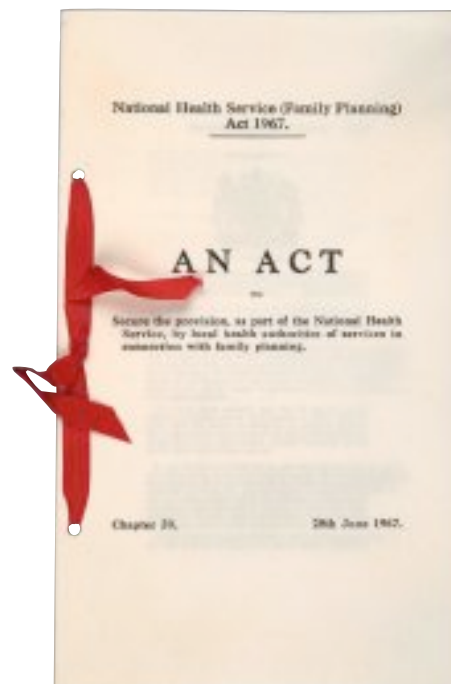 National Health Service (Family Planning)
Act 1967.
AN ACT
TO
Secure the provision, as part of the National Health
Service, by local health authorities of services in
connection with family planning.
Chapter 39. 28th June 1967.